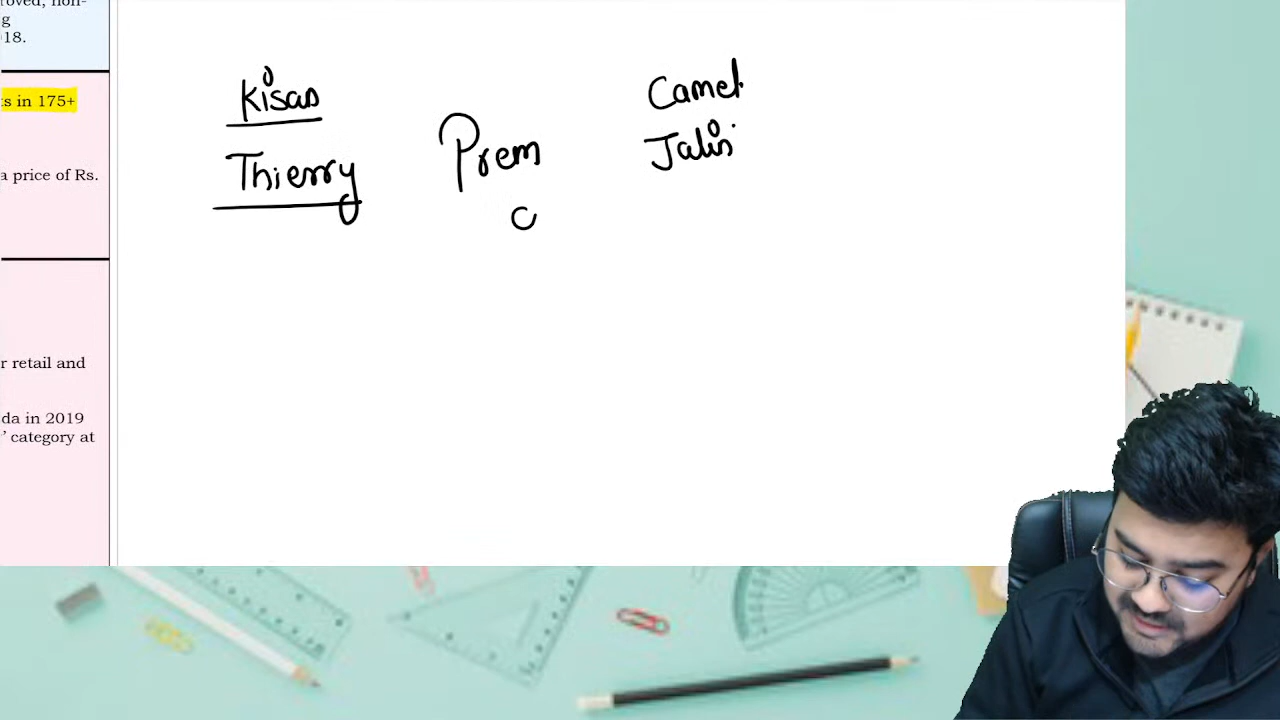 roved, non-
g
18.
s in 175+
a price of Rs.
r retail and
da in 2019
' category at
Kisan
Thierry
Prem
C
Camel
Jalis